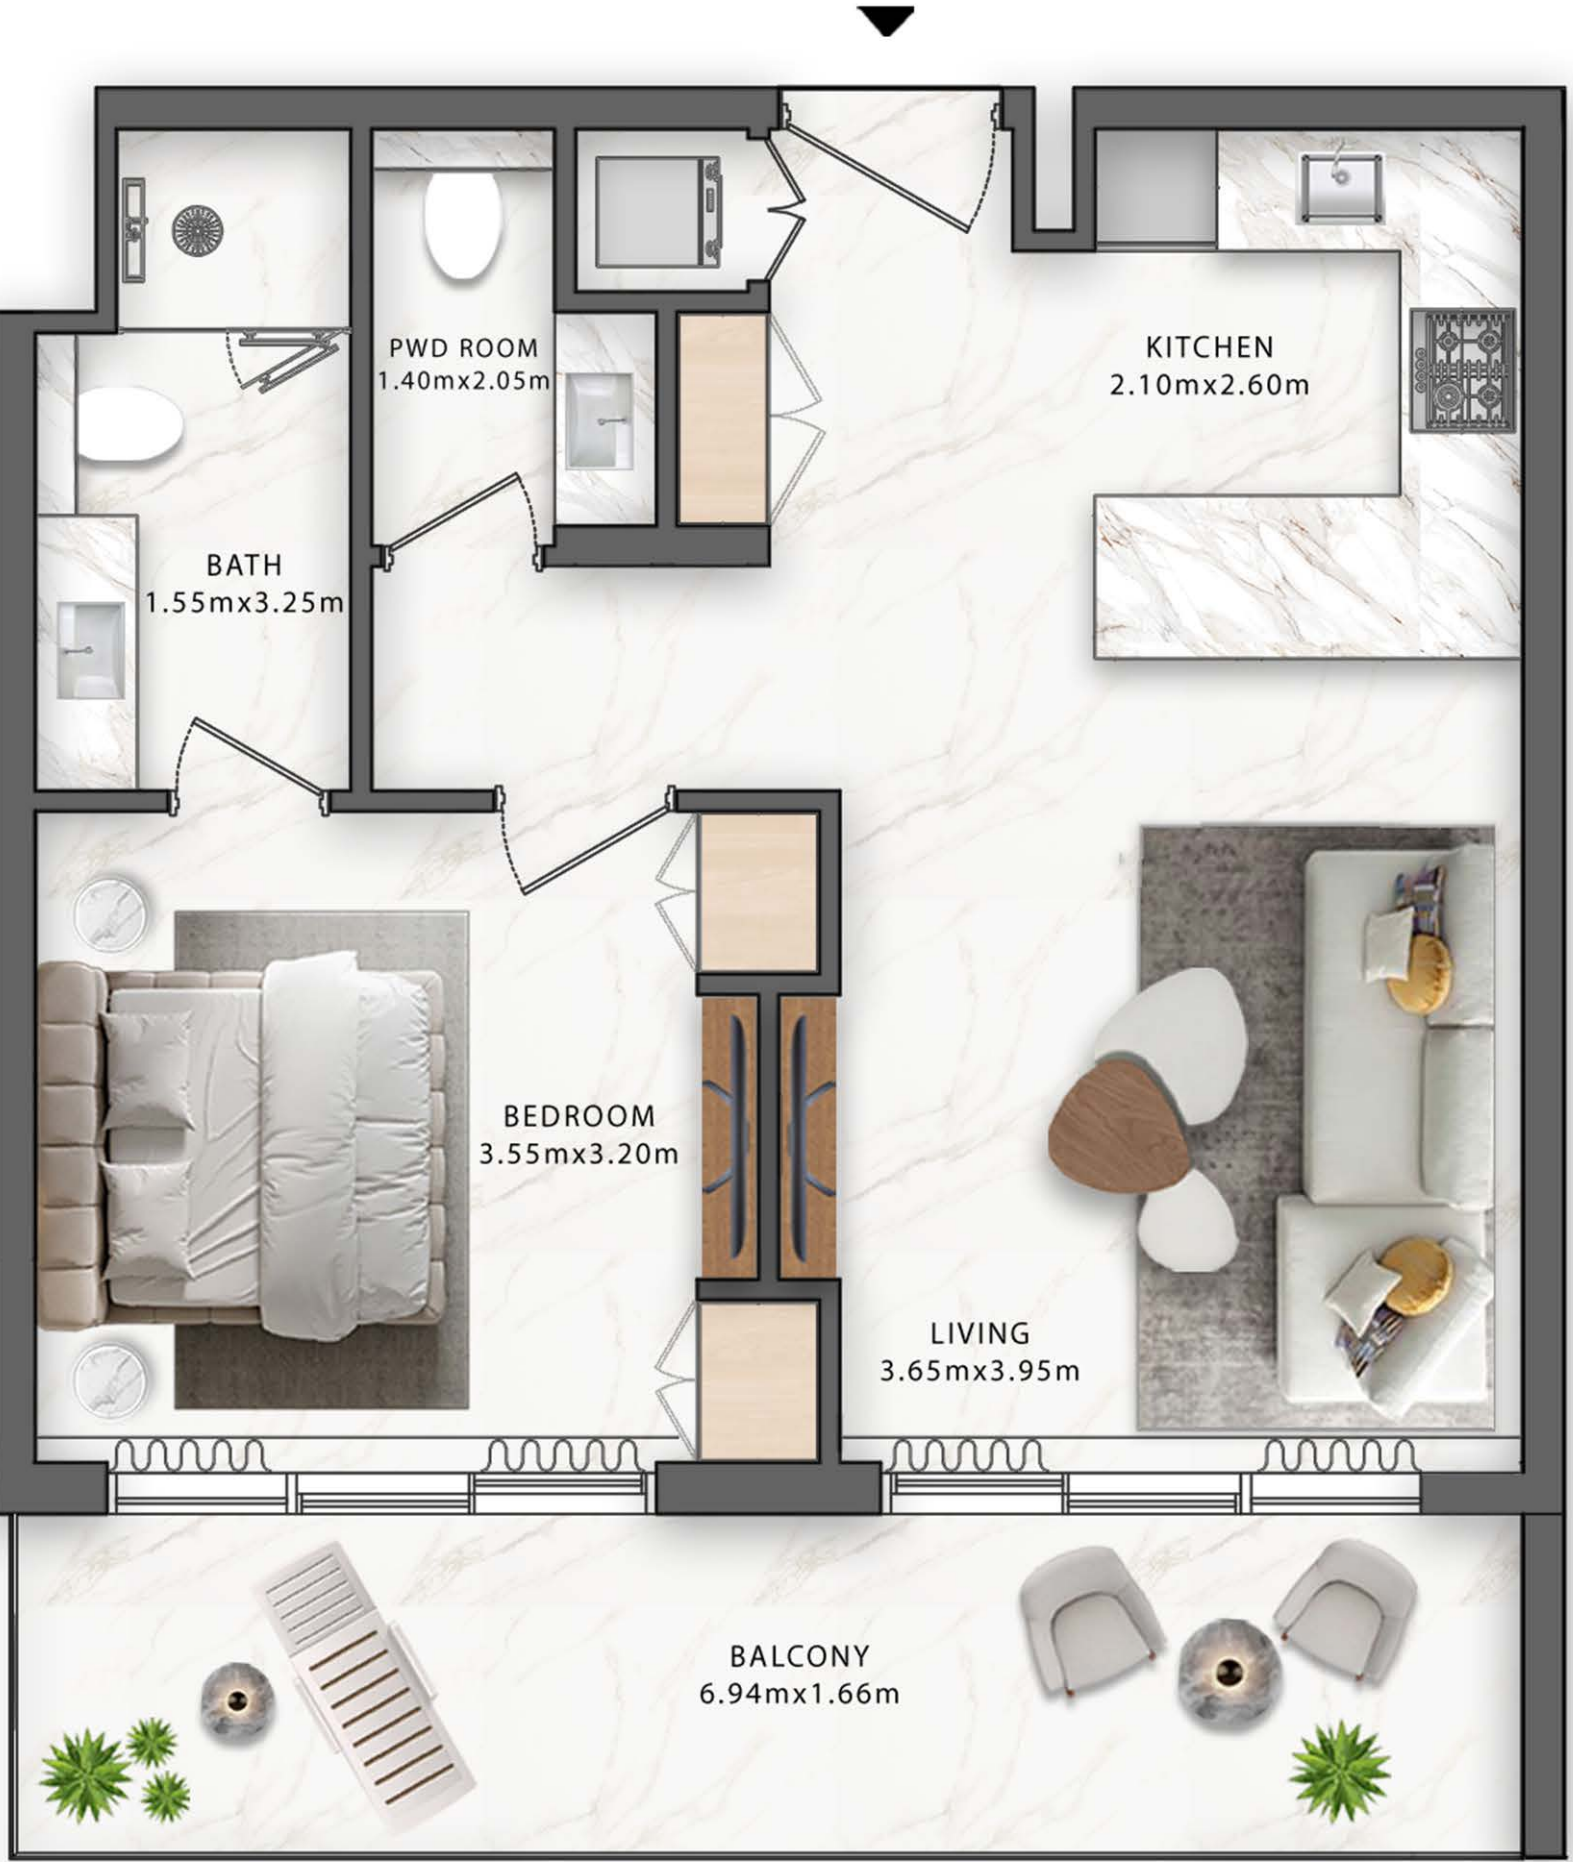 PWD ROOM
1.40mx2.05m
KITCHEN
2.10mx2.60m
BATH
1.55mx3.25m
BEDROOM
3.55mx3.20m
LIVING
3.65mx3.95m
BALCONY
6.94mx1.66m